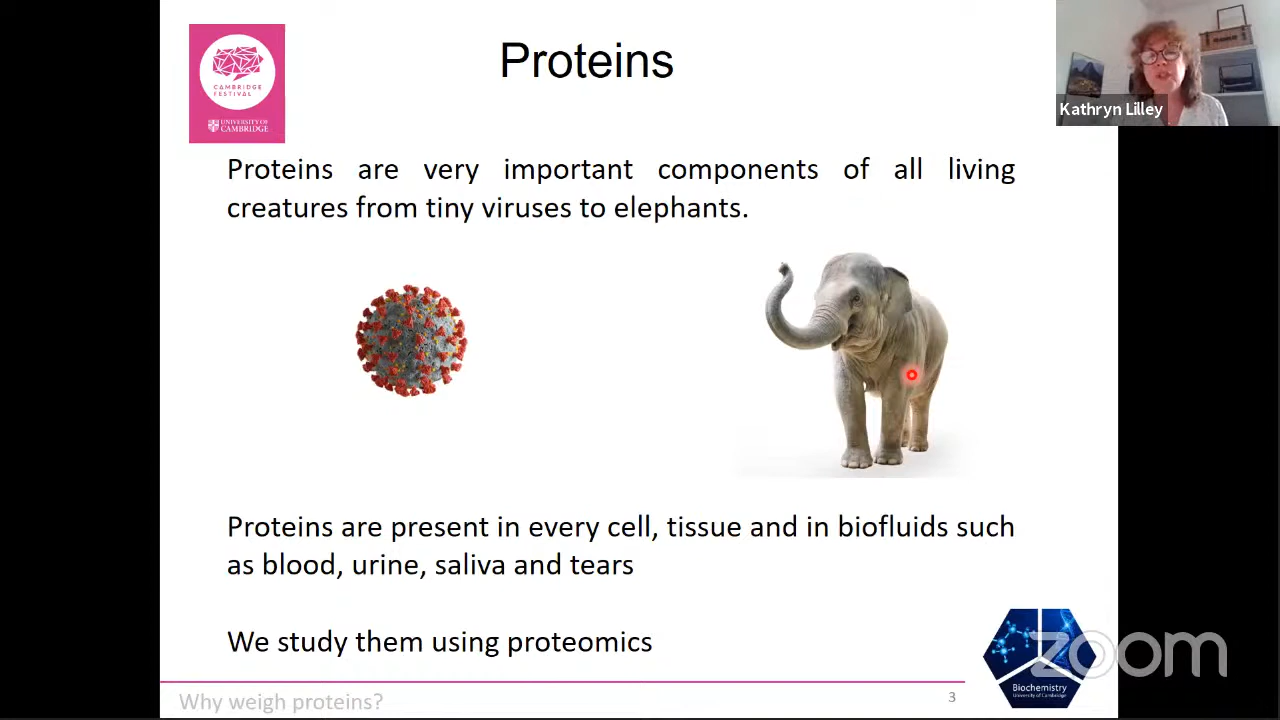 Proteins
CAMBRIDGE
FESTIVAL
UNIVERSITY OF
CAMBRIDGE
Kathryn Lilley
Proteins are very important components of all living
creatures from tiny viruses to elephants.
Proteins are present in every cell, tissue and in biofluids such
as blood, urine, saliva and tears
We study them using proteomics
Biochemistry
University of Cambridge
zoom
Why weigh proteins?
3